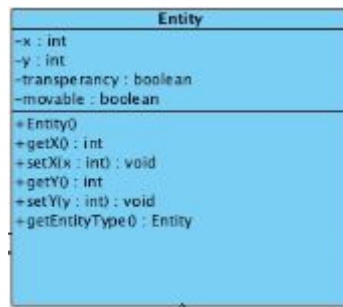 Entity
-x : int
-y : int
-transperancy : boolean
-movable : boolean
+Entity()
+getX() : int
+setX(x : int) : void
+getY() : int
+setY(y : int) : void
+getEntityType() : Entity